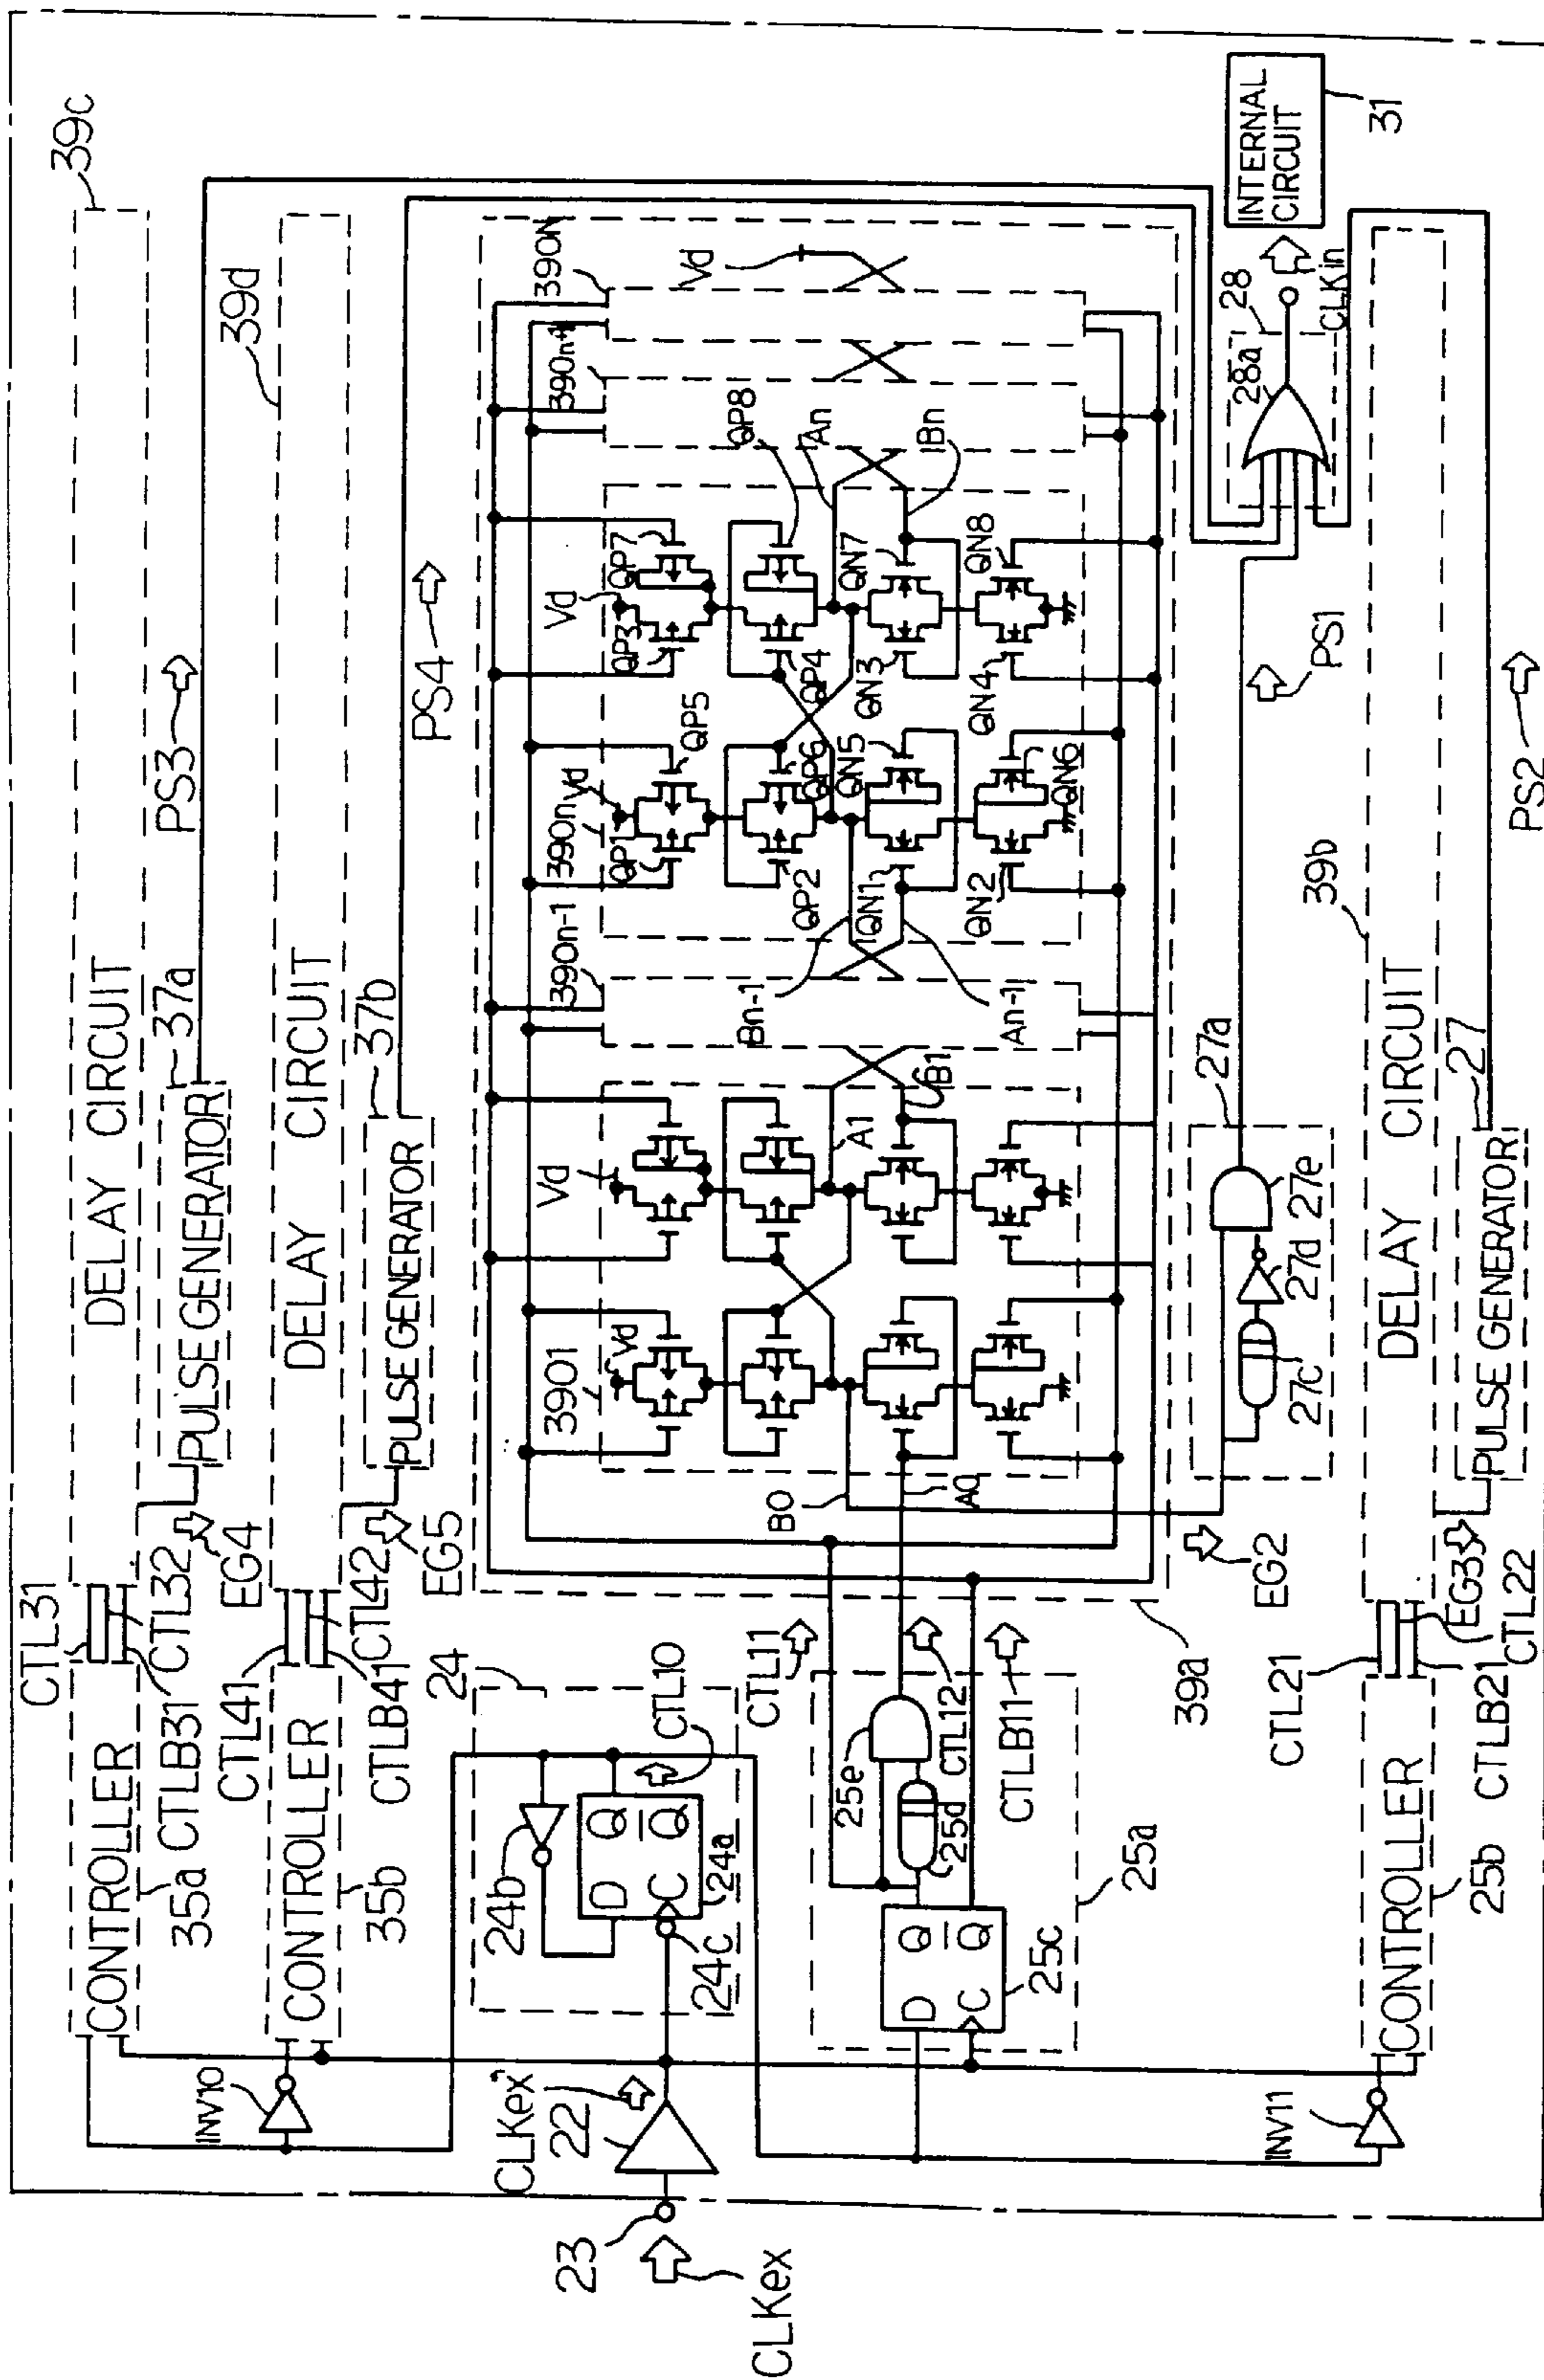 39c
DELAY CIRCUIT
CTL31
CTL32
CTLB31
CONTROLLER
35a
PS3
37a
PULSE GENERATOR
EG4
39d
DELAY CIRCUIT
CTL41
CTL42
CTLB41
CONTROLLER
35b
INV10
PS4
37b
PULSE GENERATOR
EG5
24
CTL10
24b
D
Q
C
Q
24a
24c
CLKex'
22
23
CLKex
CTL11
25e
CTL12
25d
CTLB11
D
Q
C
Q
25c
25a
39a
3901
Vd
Vd
B0
A0
A1
B1
390n-1
Bn-1
An-1
390n
Vd
QP1
QP5
QP2
QP6
QN1
QN5
QN2
QN6
Vd
QP3
QP7
QP4
QP8
QN3
QN7
QN4
QN8
An
Bn
390n+1
390N
Vd
EG2
27a
27c
27d
27e
PS1
28
28a
CLKin
INTERNAL
CIRCUIT
31
39b
DELAY CIRCUIT
CTL21
EG3
CTLB21
CTL22
CONTROLLER
25b
INV11
27
PULSE GENERATOR
PS2